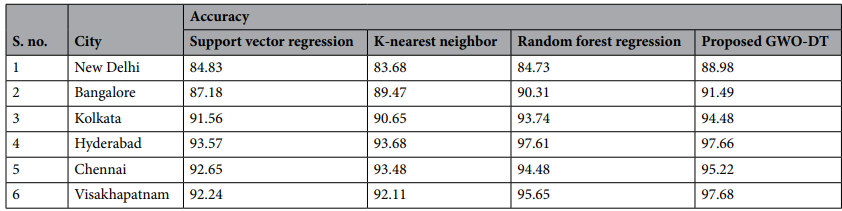 Accuracy
S. no. City Support vector regression K-nearest neighbor Random forest regression Proposed GWO-DT
1 New Delhi 84.83 83.68 84.73 88.98
2 Bangalore 87.18 89.47 90.31 91.49
3 Kolkata 91.56 90.65 93.74 94.48
4 Hyderabad 93.57 93.68 97.61 97.66
5 Chennai 92.65 93.48 94.48 95.22
6 Visakhapatnam 92.24 92.11 95.65 97.68